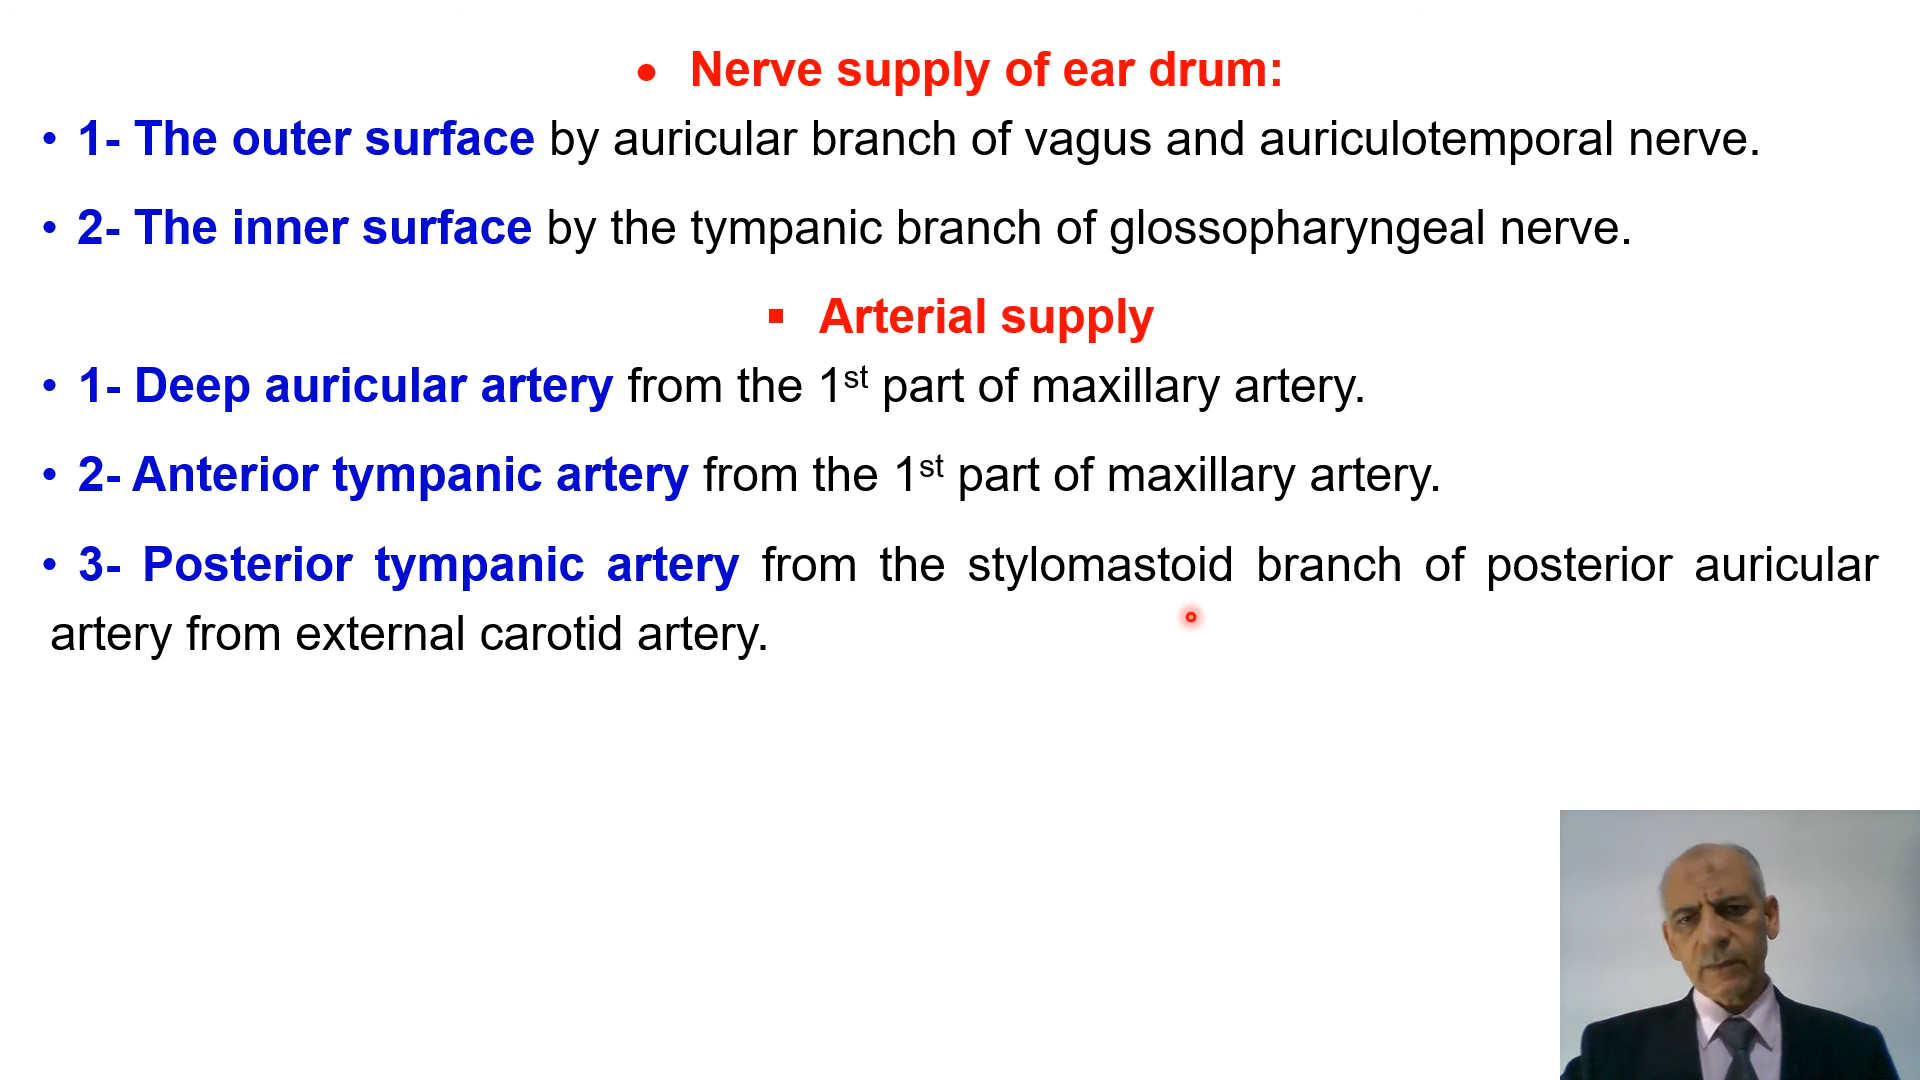 • Nerve supply of ear drum:
• 1- The outer surface by auricular branch of vagus and auriculotemporal nerve.
• 2- The inner surface by the tympanic branch of glossopharyngeal nerve.
▪ Arterial supply
• 1- Deep auricular artery from the 1st part of maxillary artery.
• 2- Anterior tympanic artery from the 1st part of maxillary artery.
• 3- Posterior tympanic artery from the stylomastoid branch of posterior auricular
artery from external carotid artery.